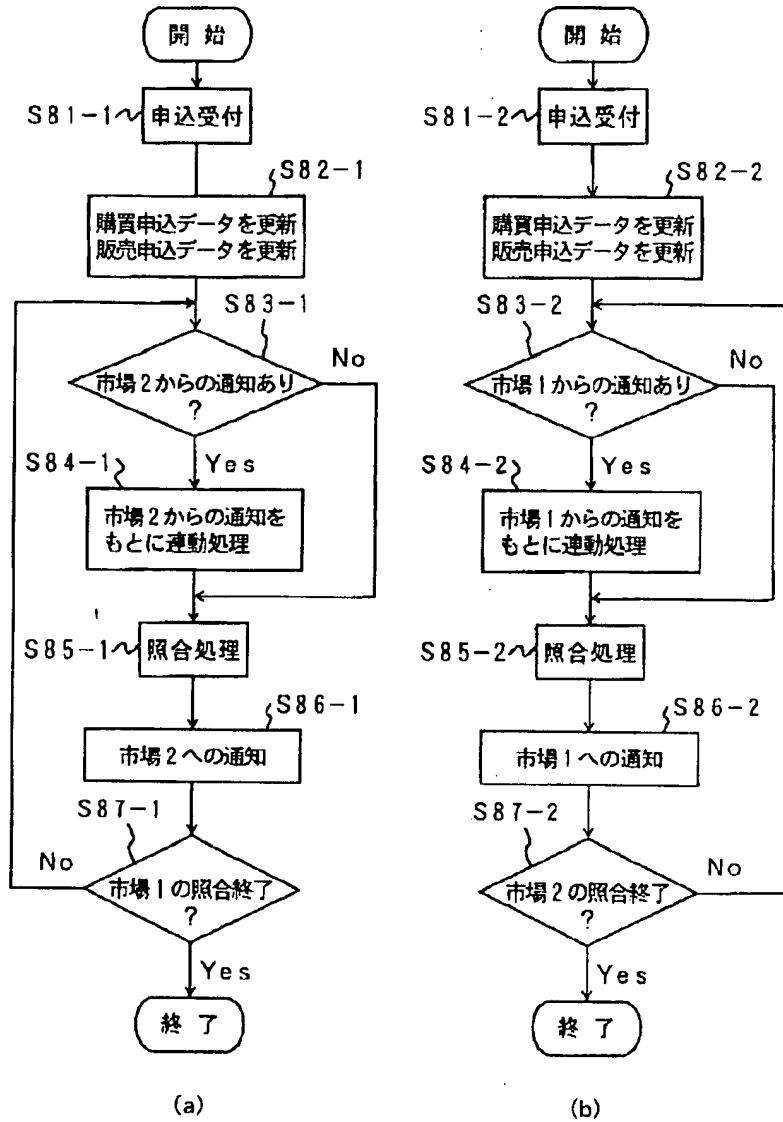 開始
S81-1
申込受付
S82-1
購買申込データを更新
販売申込データを更新
S83-1
市場2からの通知あり
?
No
Yes
S84-1
市場2からの通知を
もとに連動処理
S85-1
照合処理
S86-1
市場2への通知
S87-1
No
市場1の照合終了
?
Yes
終了
(a)
開始
S81-2
申込受付
S82-2
購買申込データを更新
販売申込データを更新
S83-2
市場1からの通知あり
?
No
Yes
S84-2
市場1からの通知を
もとに連動処理
S85-2
照合処理
S86-2
市場1への通知
S87-2
No
市場2の照合終了
?
Yes
終了
(b)